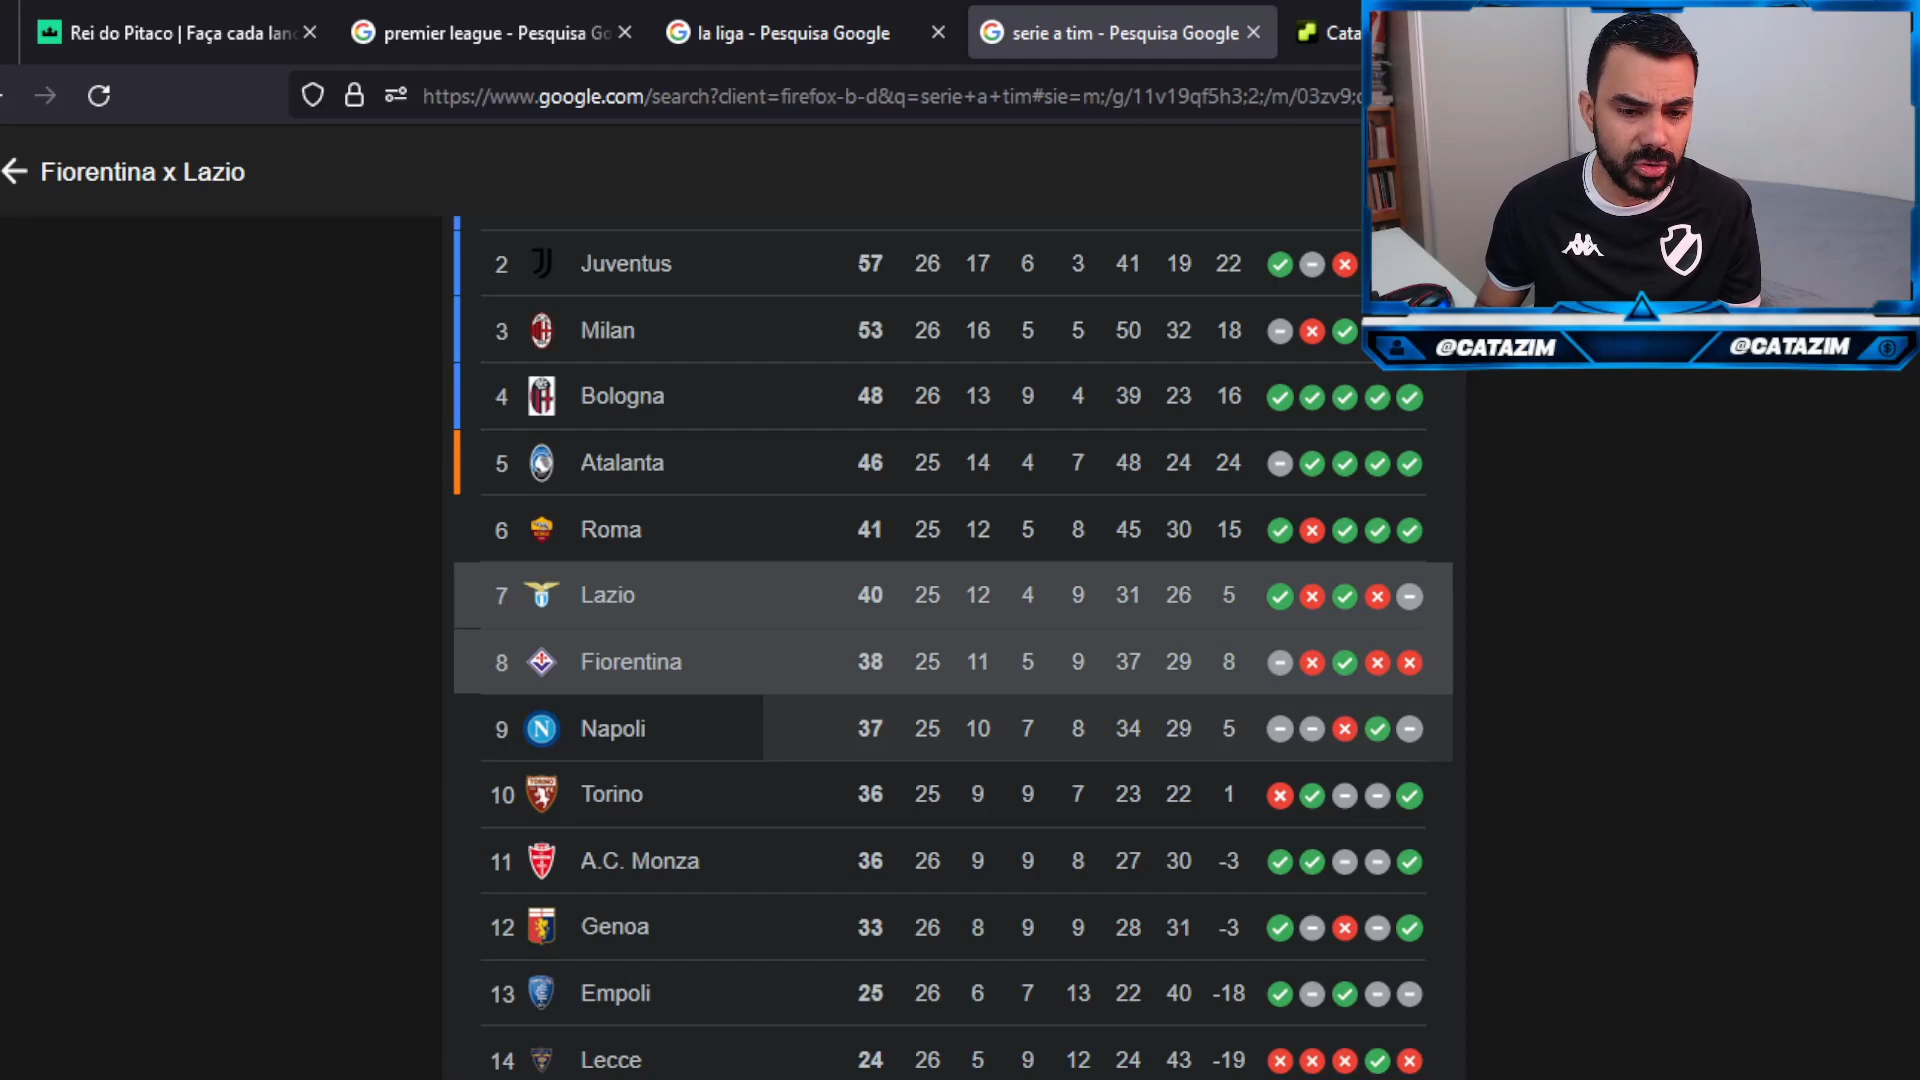 Rei do Pitaco | Faça cada lan
premier league - Pesquisa Go
la liga - Pesquisa Google
serie a tim - Pesquisa Google
Cata
https://www.google.com/search?client=firefox-b-d&q=serie+a+tim#sie=m;/g/11v19qf5h3;2;/m/03zv9;
Fiorentina x Lazio
2 Juventus 57 26 17 6 3 41 19 22
3 Milan 53 26 16 5 5 50 32 18
4 Bologna 48 26 13 9 4 39 23 16
5 Atalanta 46 25 14 4 7 48 24 24
6 Roma 41 25 12 5 8 45 30 15
7 Lazio 40 25 12 4 9 31 26 5
8 Fiorentina 38 25 11 5 9 37 29 8
9 N Napoli 37 25 10 7 8 34 29 5
10 Torino 36 25 9 9 7 23 22 1
11 A.C. Monza 36 26 9 9 8 27 30 -3
12 Genoa 33 26 8 9 9 28 31 -3
13 Empoli 25 26 6 7 13 22 40 -18
14 Lecce 24 26 5 9 12 24 43 -19
@CATAZIM
@CATAZIM